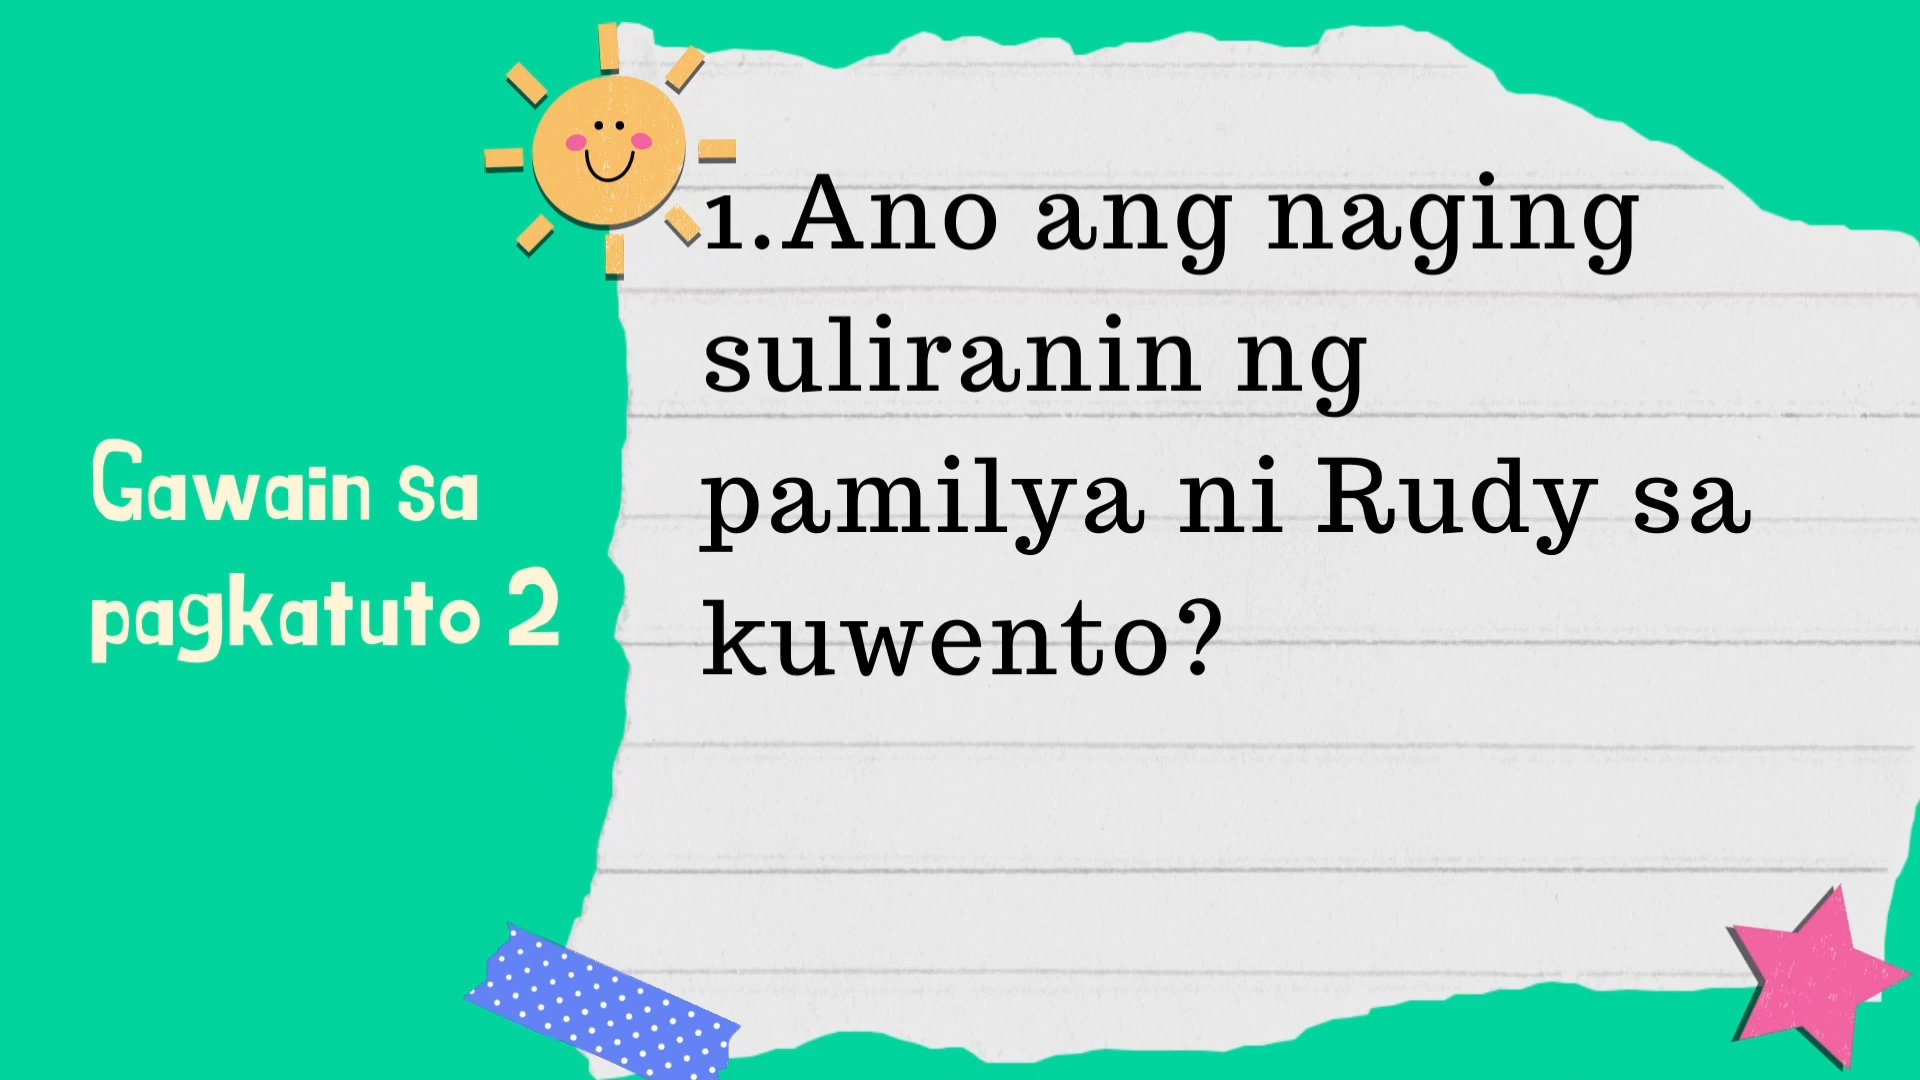 Gawain sa
pagkatuto 2
1.Ano ang naging
suliranin ng
pamilya ni Rudy sa
kuwento?